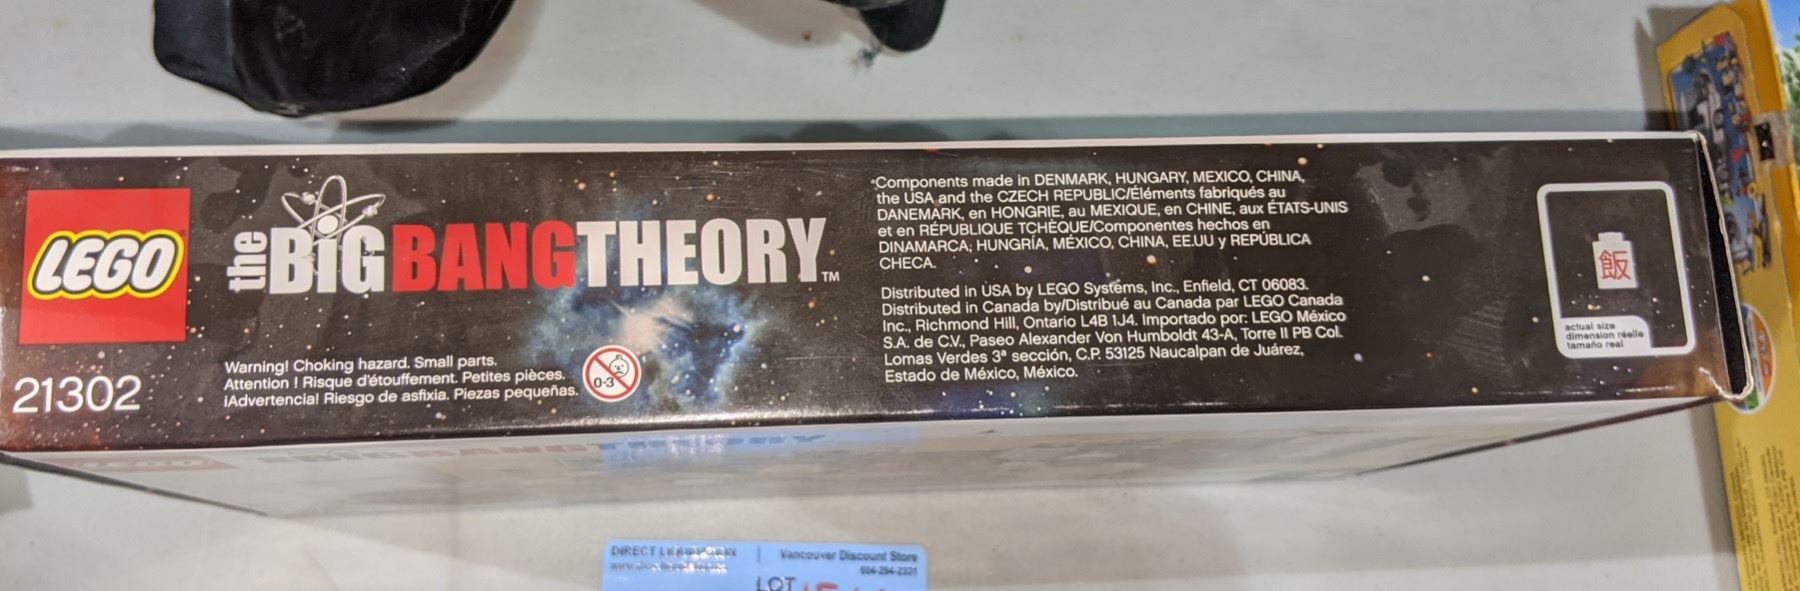 LEGO
the BIG BANG THEORY™
21302
Warning! Choking hazard. Small parts.
Attention ! Risque d'étouffement. Petites pièces.
¡Advertencia! Riesgo de asfixia. Piezas pequeñas.
0-3
Components made in DENMARK, HUNGARY, MEXICO, CHINA,
the USA and the CZECH REPUBLIC/Éléments fabriqués au
DANEMARK, en HONGRIE, au MEXIQUE, en CHINE, aux ÉTATS-UNIS
et en RÉPUBLIQUE TCHÈQUE/Componentes hechos en
DINAMARCA, HUNGRÍA, MÉXICO, CHINA, EE.UU y REPÚBLICA
CHECA.
Distributed in USA by LEGO Systems, Inc., Enfield, CT 06083.
Distributed in Canada by/Distribué au Canada par LEGO Canada
Inc., Richmond Hill, Ontario L4B 1J4. Importado por: LEGO México
S.A. de C.V., Paseo Alexander Von Humboldt 43-A, Torre II PB Col.
Lomas Verdes 3ª sección, C.P. 53125 Naucalpan de Juárez,
Estado de México, México.
飯
actual size
dimension réelle
tamaño real
DIRECT
Vancouver Discount Store
604-294-2331
LOT